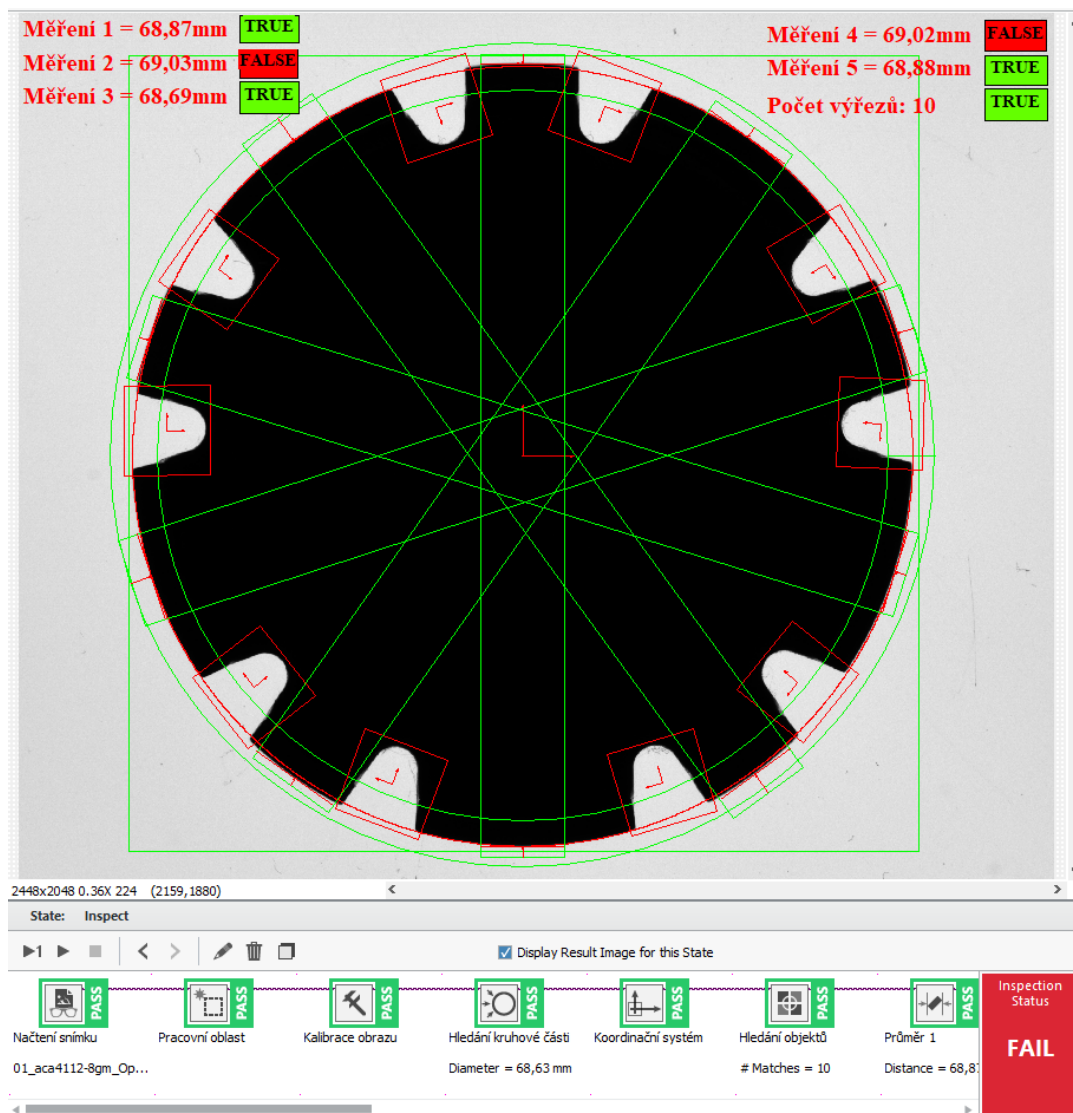 Měření 1 = 68,87mm TRUE
Měření 2 = 69,03mm FALSE
Měření 3 = 68,69mm TRUE
Měření 4 = 69,02mm FALSE
Měření 5 = 68,88mm TRUE
Počet výřezů: 10 TRUE
2448x2048 0.36X 224 (2159,1880)
State: Inspect
1
Display Result Image for this State
PASS PASS PASS PASS PASS PASS PASS
Načtení snímku Pracovní oblast Kalibrace obrazu Hledání kruhové části Koordinační systém Hledání objektů Průměr 1
01_aca4112-8gm_Op... Diameter = 68,63 mm # Matches = 10 Distance = 68,87
Inspection
Status
FAIL